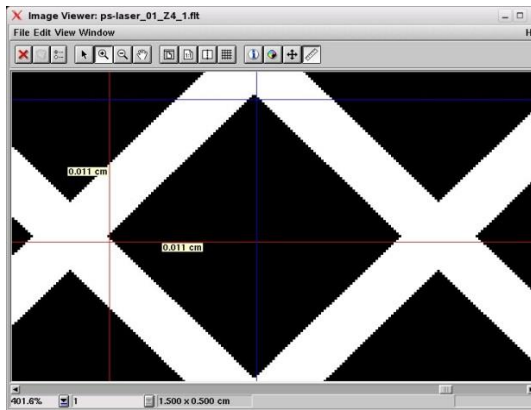 Image Viewer: ps-laser_01_Z4_1.flt
File Edit View Window H
0.011 cm
0.011 cm
401.6% 1 1.500 x 0.500 cm